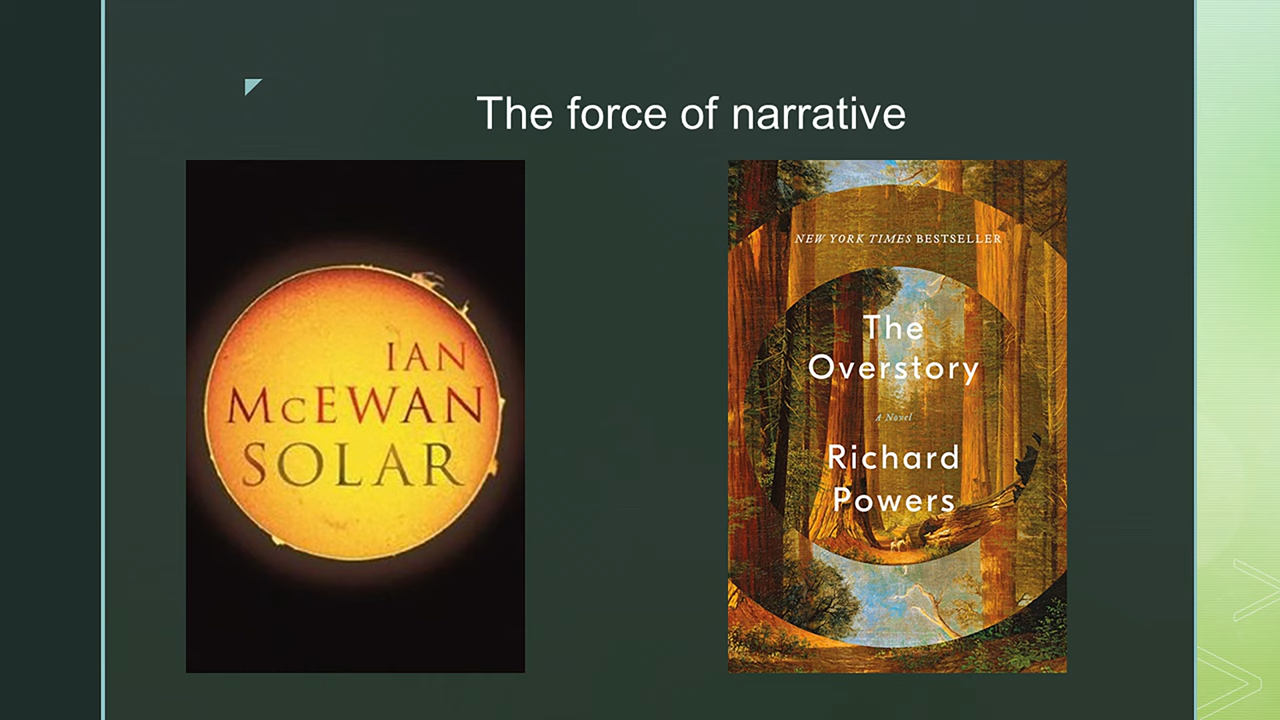 The force of narrative
IAN
McEWAN
SOLAR
NEW YORK TIMES BESTSELLER
The
Overstory
A Novel
Richard
Powers